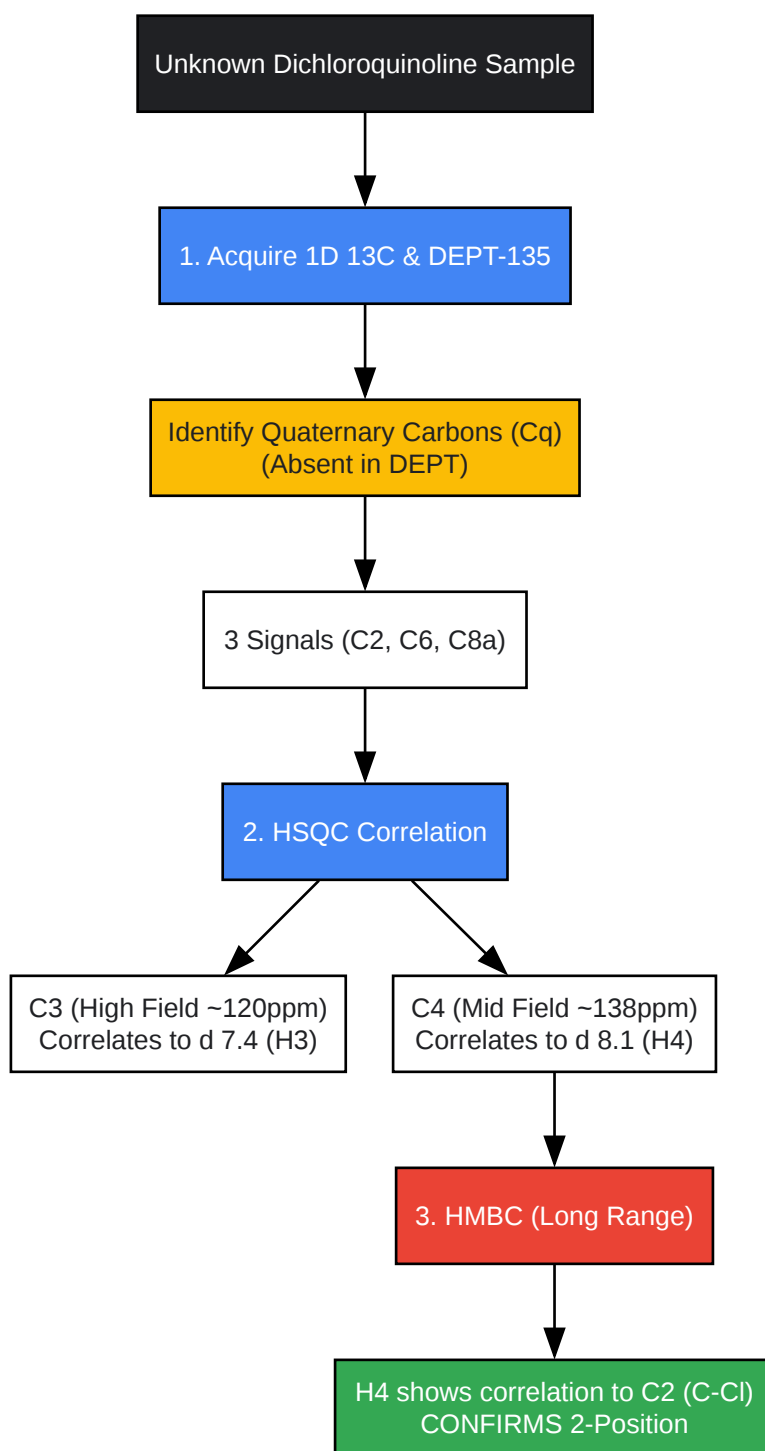 Unknown Dichloroquinoline Sample
1. Acquire 1D 13C & DEPT-135
Identify Quaternary Carbons (Cq)
(Absent in DEPT)
3 Signals (C2, C6, C8a)
2. HSQC Correlation
C3 (High Field ~120ppm)
Correlates to d 7.4 (H3)
C4 (Mid Field ~138ppm)
Correlates to d 8.1 (H4)
3. HMBC (Long Range)
H4 shows correlation to C2 (C-Cl)
CONFIRMS 2-Position